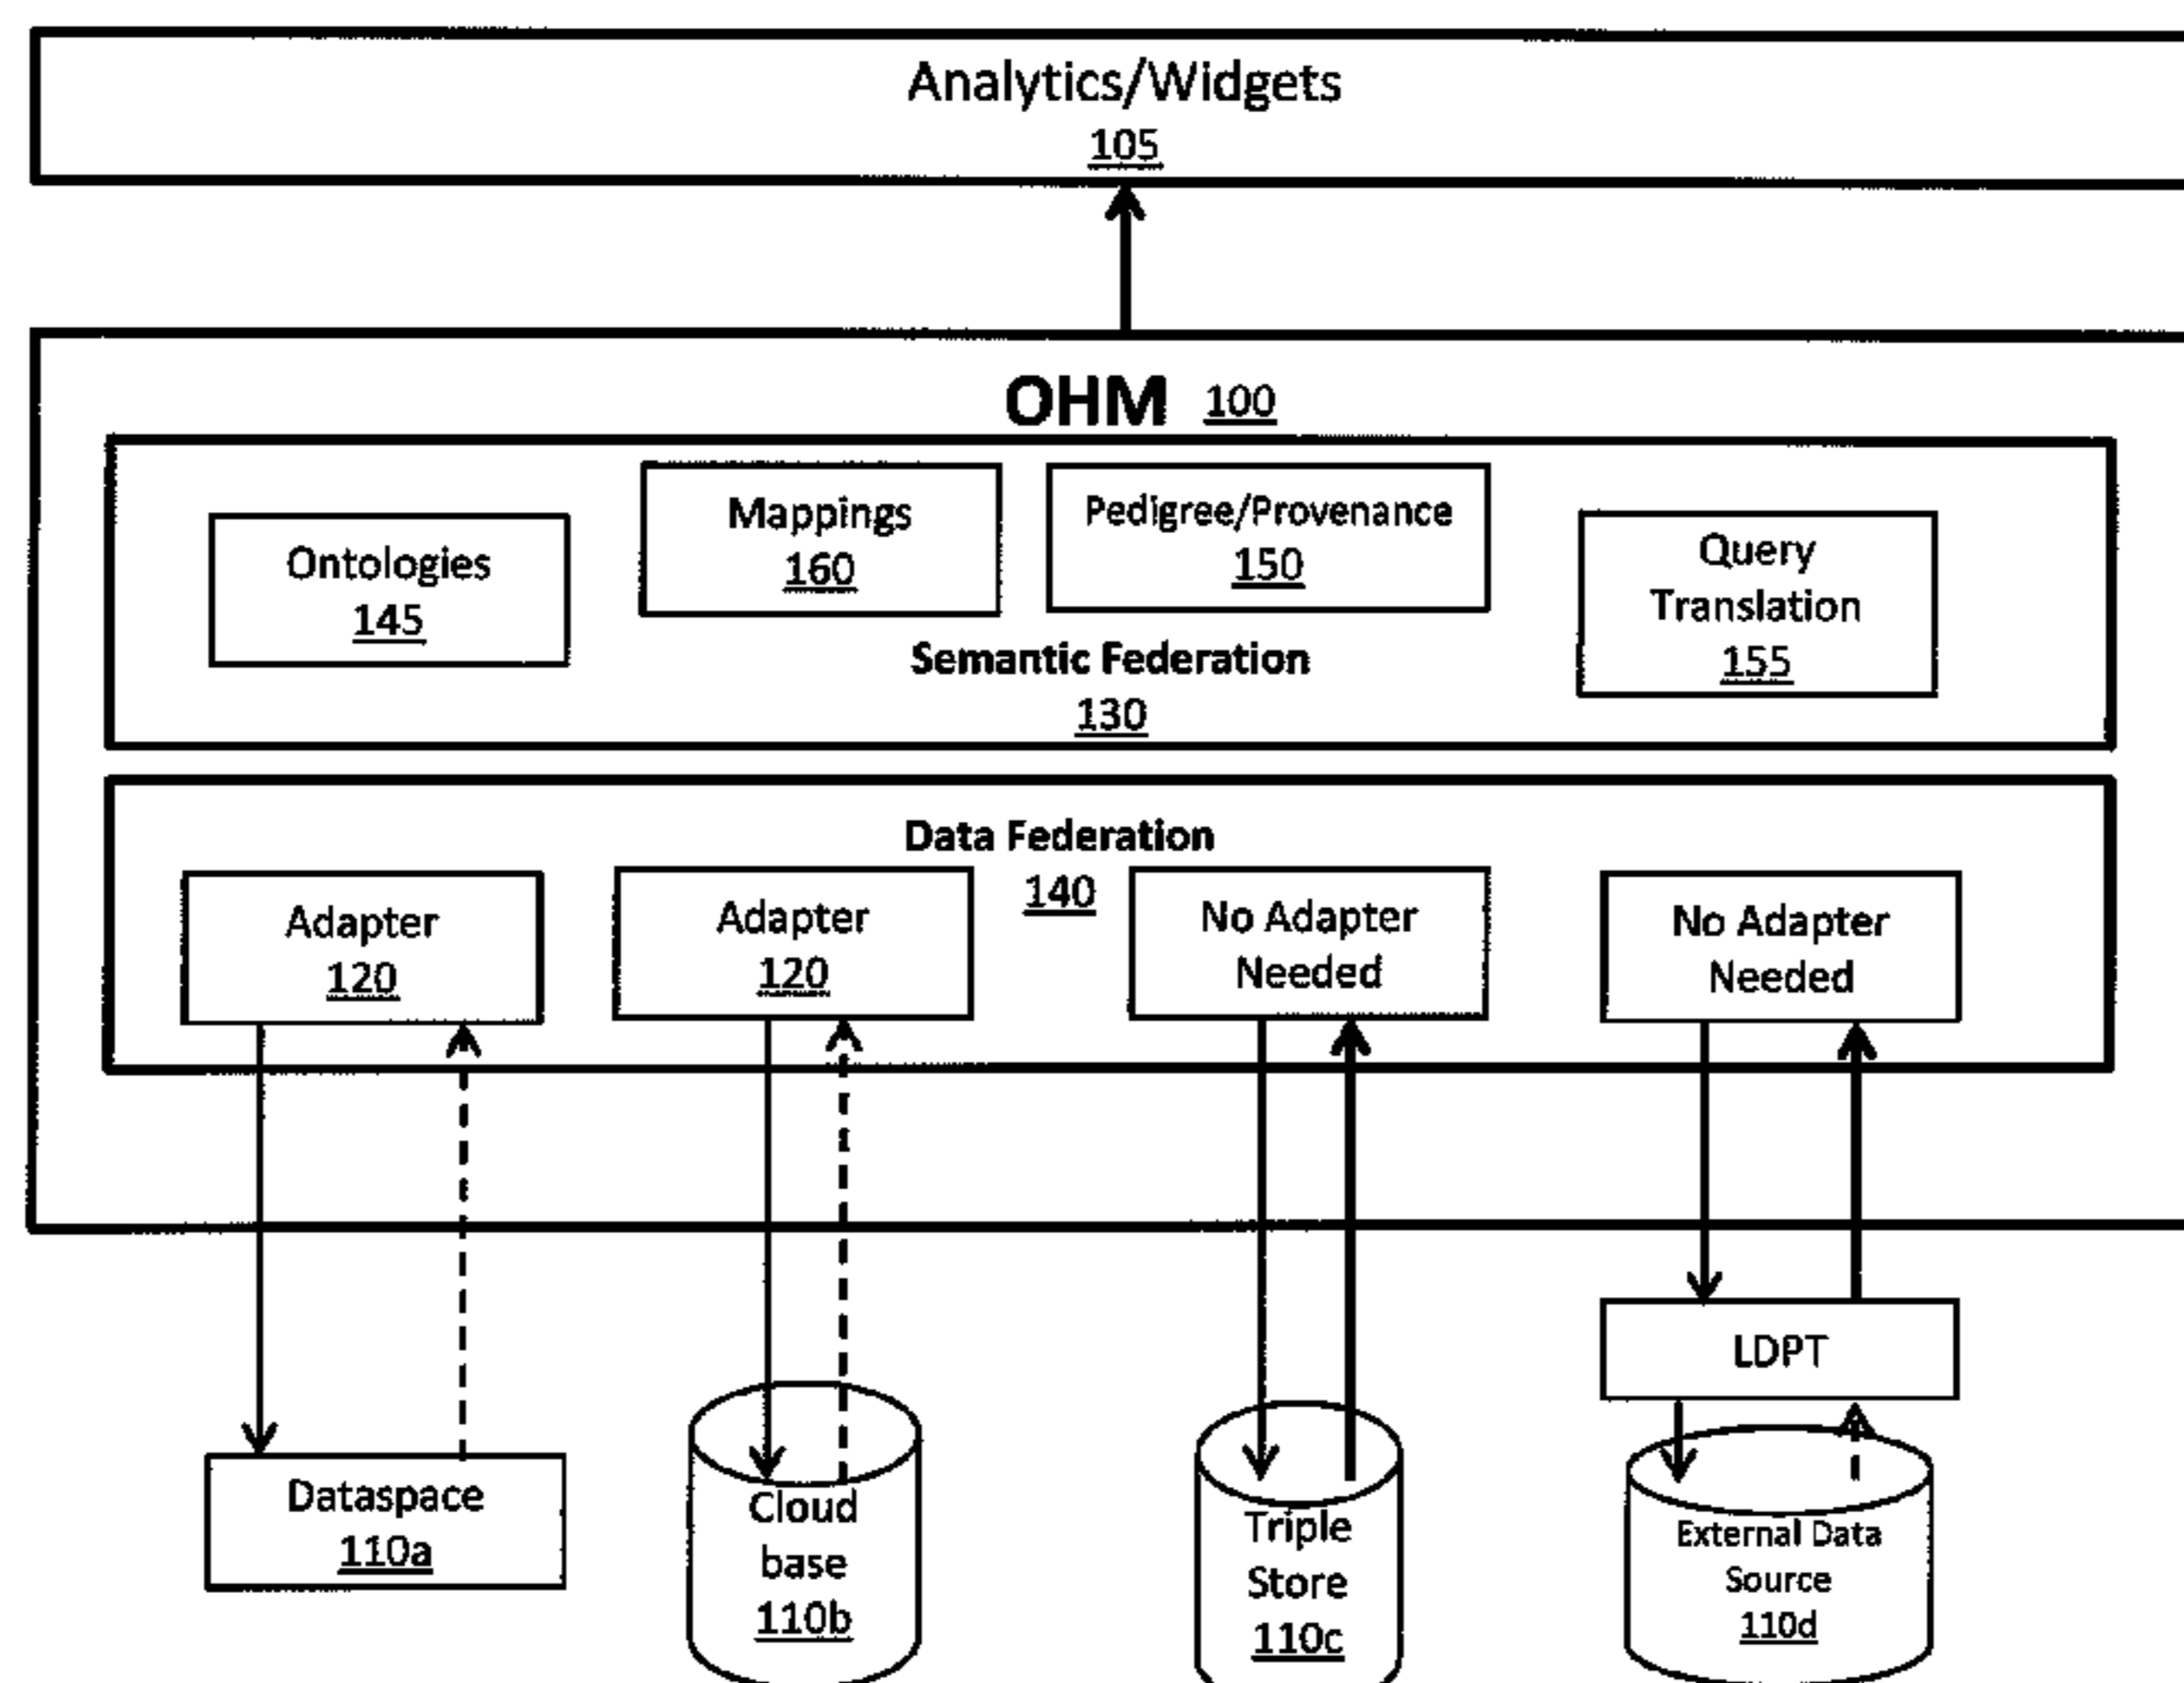 Analytics/Widgets
105
OHM 100
Ontologies
145
Mappings
160
Pedigree/Provenance
150
Query
Translation
155
Semantic Federation
130
Data Federation
140
Adapter
120
Adapter
120
No Adapter
Needed
No Adapter
Needed
LDPT
Dataspace
110a
Cloud
base
110b
Triple
Store
110c
External Data
Source
110d